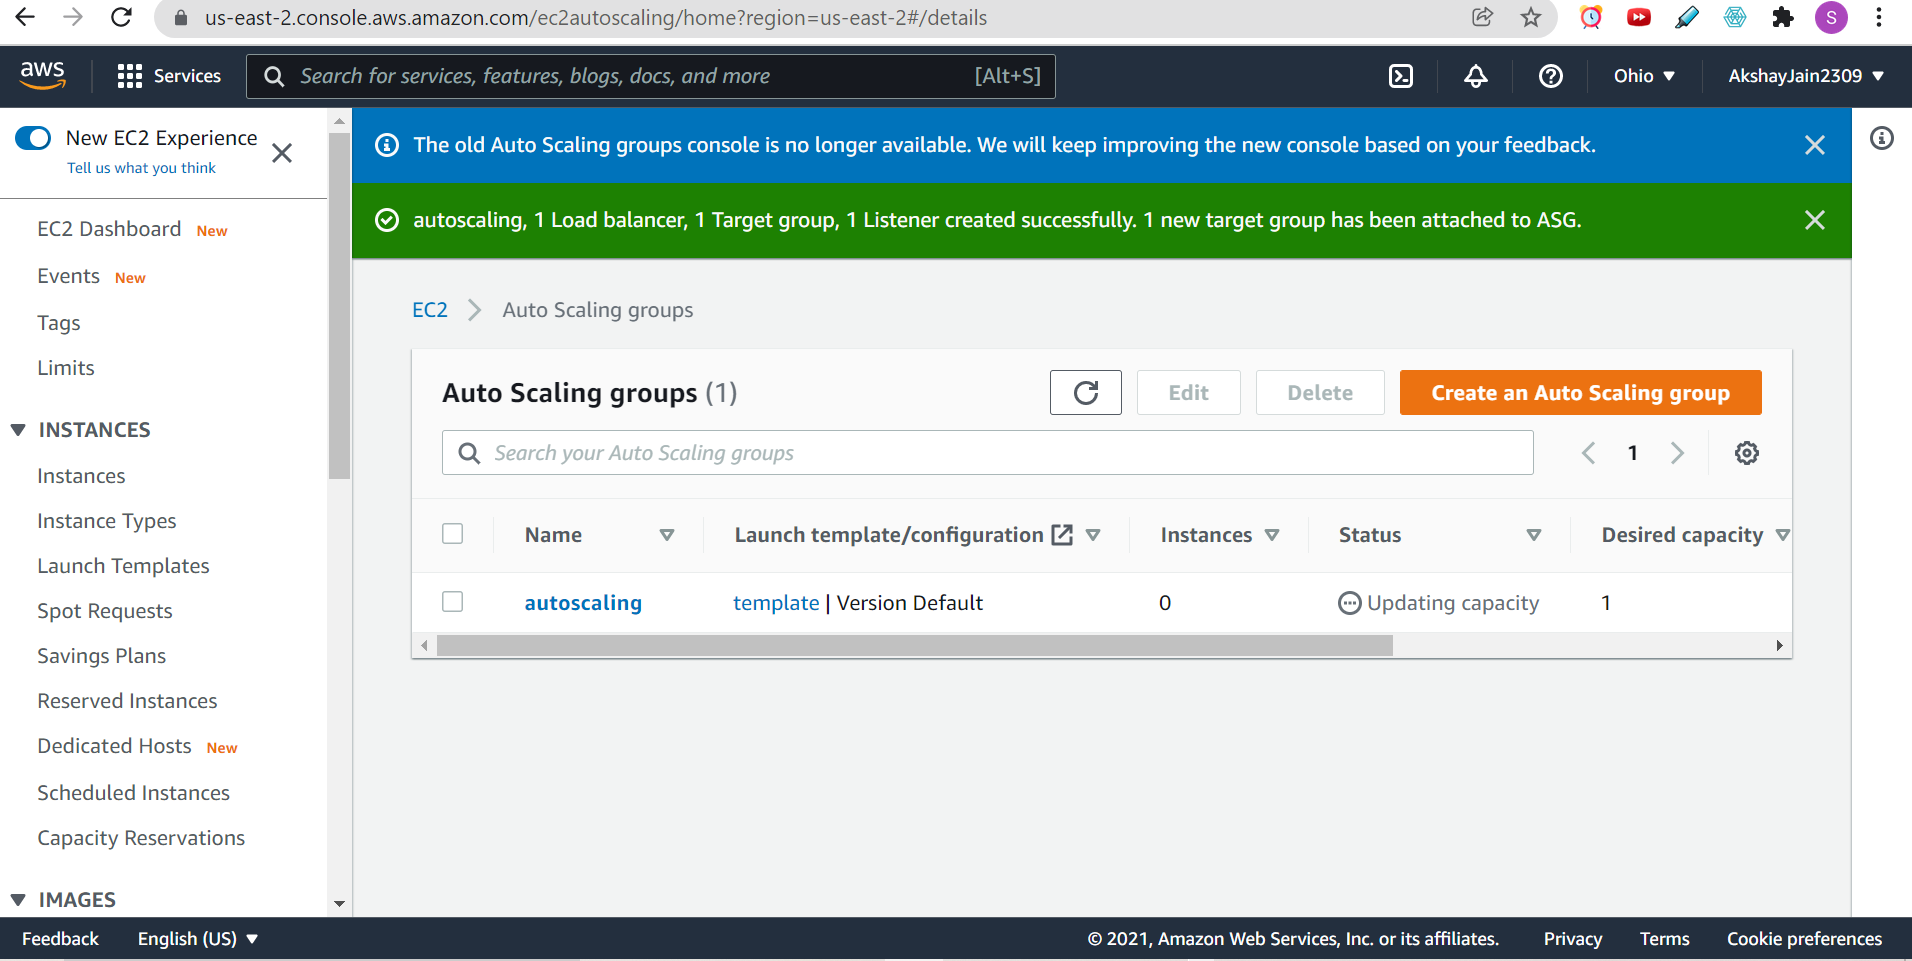 us-east-2.console.aws.amazon.com/ec2autoscaling/home?region=us-east-2#/details
S
aws
Services
Search for services, features, blogs, docs, and more
[Alt+S]
Ohio
AkshayJain2309
New EC2 Experience
Tell us what you think
EC2 Dashboard New
Events New
Tags
Limits
INSTANCES
Instances
Instance Types
Launch Templates
Spot Requests
Savings Plans
Reserved Instances
Dedicated Hosts New
Scheduled Instances
Capacity Reservations
IMAGES
The old Auto Scaling groups console is no longer available. We will keep improving the new console based on your feedback.
autoscaling, 1 Load balancer, 1 Target group, 1 Listener created successfully. 1 new target group has been attached to ASG.
EC2 Auto Scaling groups
Auto Scaling groups (1)
Edit
Delete
Create an Auto Scaling group
Search your Auto Scaling groups
1
Name Launch template/configuration Instances Status Desired capacity
autoscaling template | Version Default 0 Updating capacity 1
Feedback
English (US)
© 2021, Amazon Web Services, Inc. or its affiliates.
Privacy
Terms
Cookie preferences